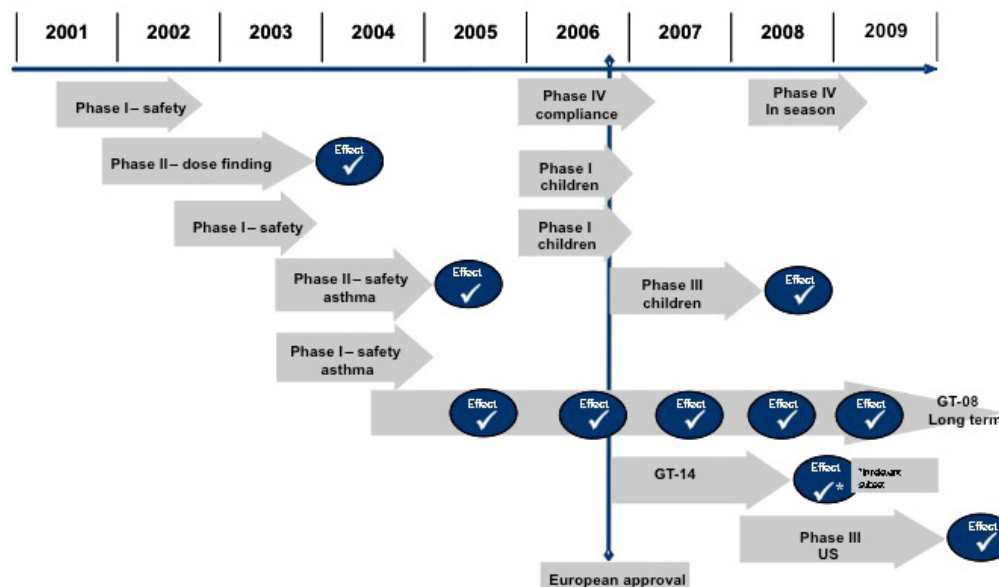 2001 2002 2003 2004 2005 2006 2007 2008 2009
Phase I – safety
Phase IV
compliance
Phase IV
In season
Phase II – dose finding
Effect
Phase I
children
Phase I – safety
Phase I
children
Phase II – safety
asthma
Effect
Phase III
children
Effect
Phase I – safety
asthma
Effect
Effect
Effect
Effect
Effect
GT-08
Long term
GT-14
Effect
*
subset
Phase III
US
Effect
European approval